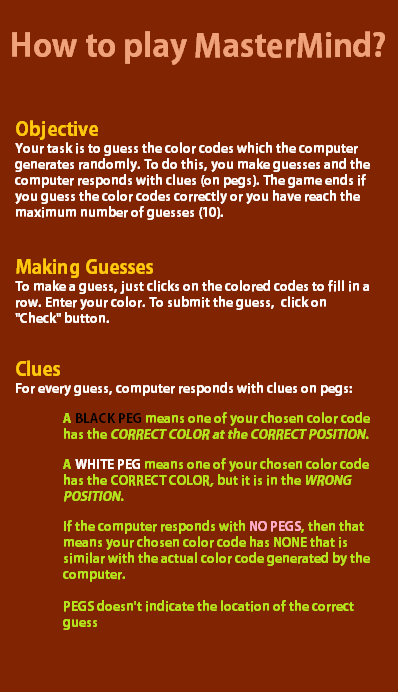 How to play MasterMind?
Objective
Your task is to guess the color codes which the computer
generates randomly. To do this, you make guesses and the
computer responds with clues (on pegs). The game ends if
you guess the color codes correctly or you have reach the
maximum number of guesses (10).
Making Guesses
To make a guess, just clicks on the colored codes to fill in a
row. Enter your color. To submit the guess, click on
"Check" button.
Clues
For every guess, computer responds with clues on pegs:
A BLACK PEG means one of your chosen color code
has the CORRECT COLOR at the CORRECT POSITION.
A WHITE PEG means one of your chosen color code
has the CORRECT COLOR, but it is in the WRONG
POSITION.
If the computer responds with NO PEGS, then that
means your chosen color code has NONE that is
similar with the actual color code generated by the
computer.
PEGS doesn't indicate the location of the correct
guess